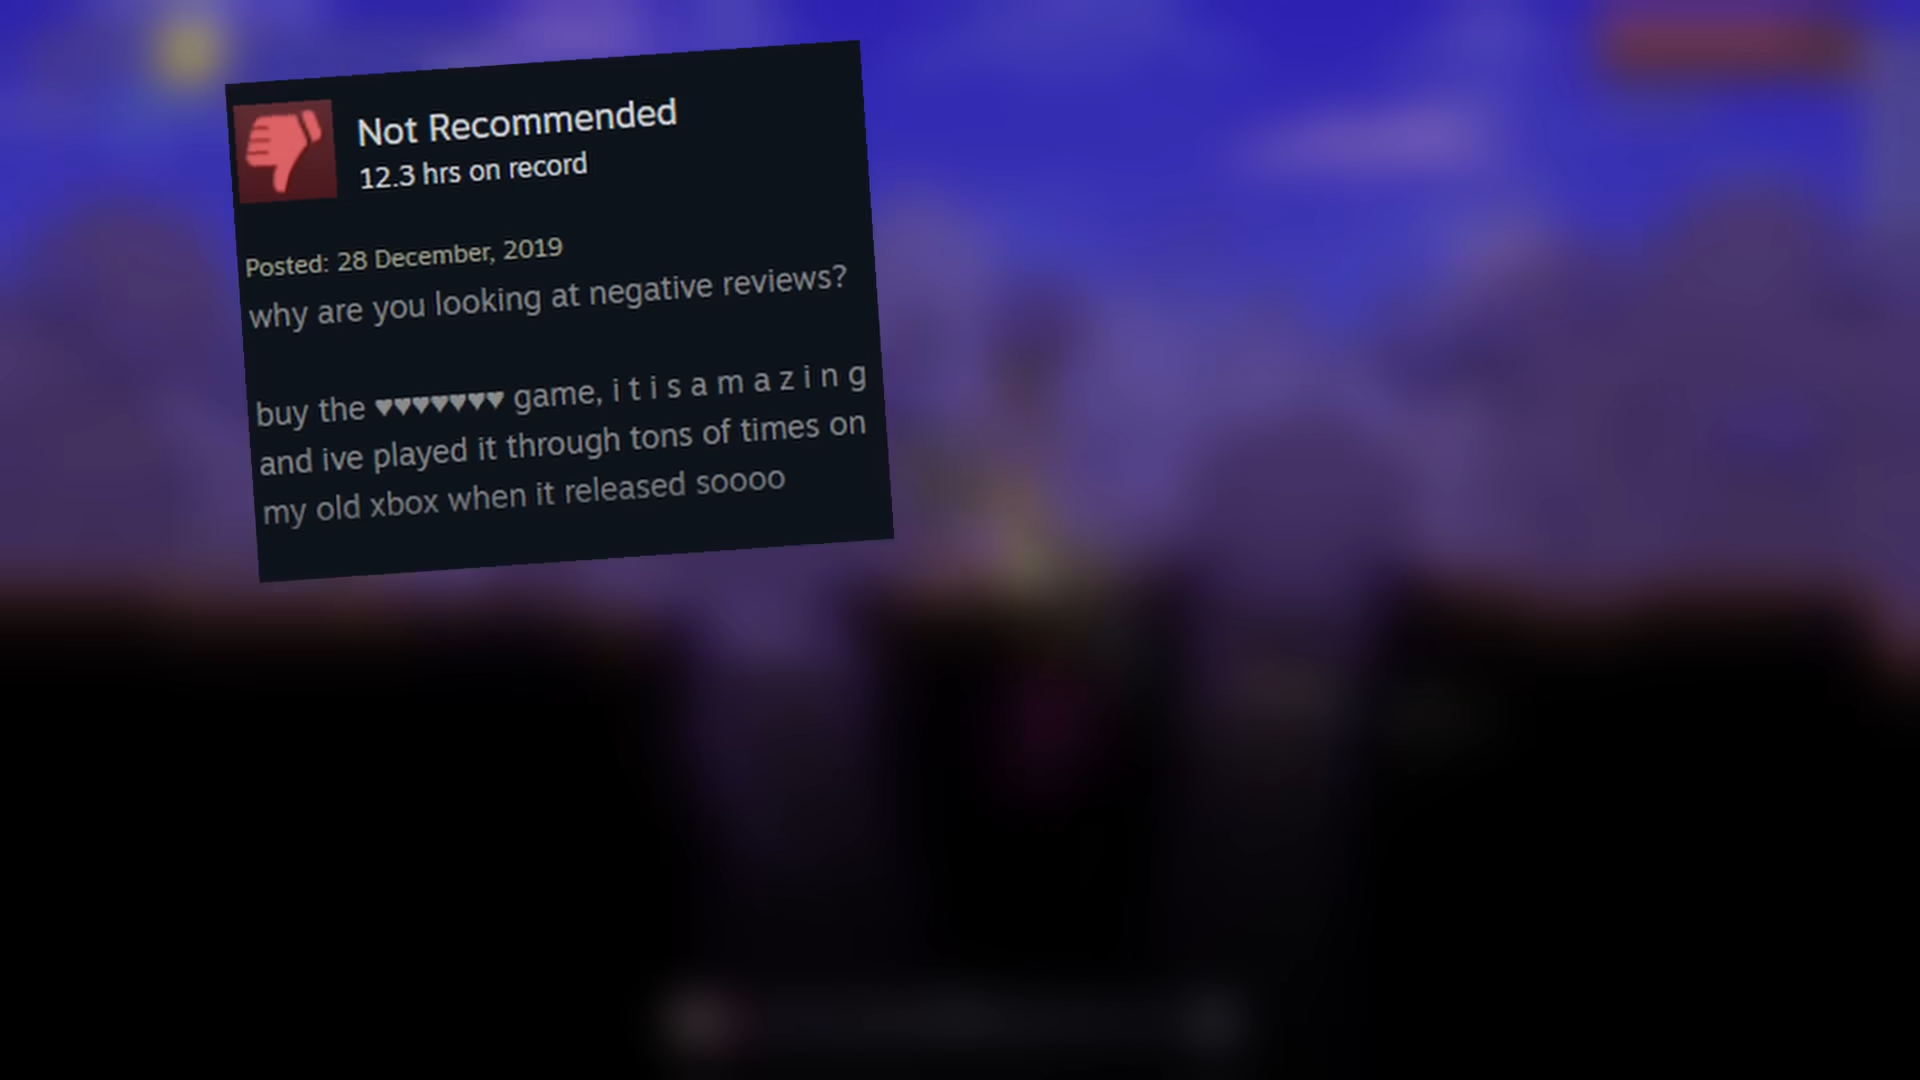 Not Recommended
12.3 hrs on record
Posted: 28 December, 2019
why are you looking at negative reviews?
buy the ♥♥♥♥♥♥♥ game, i t i s a m a z i n g
and ive played it through tons of times on
my old xbox when it released soooo